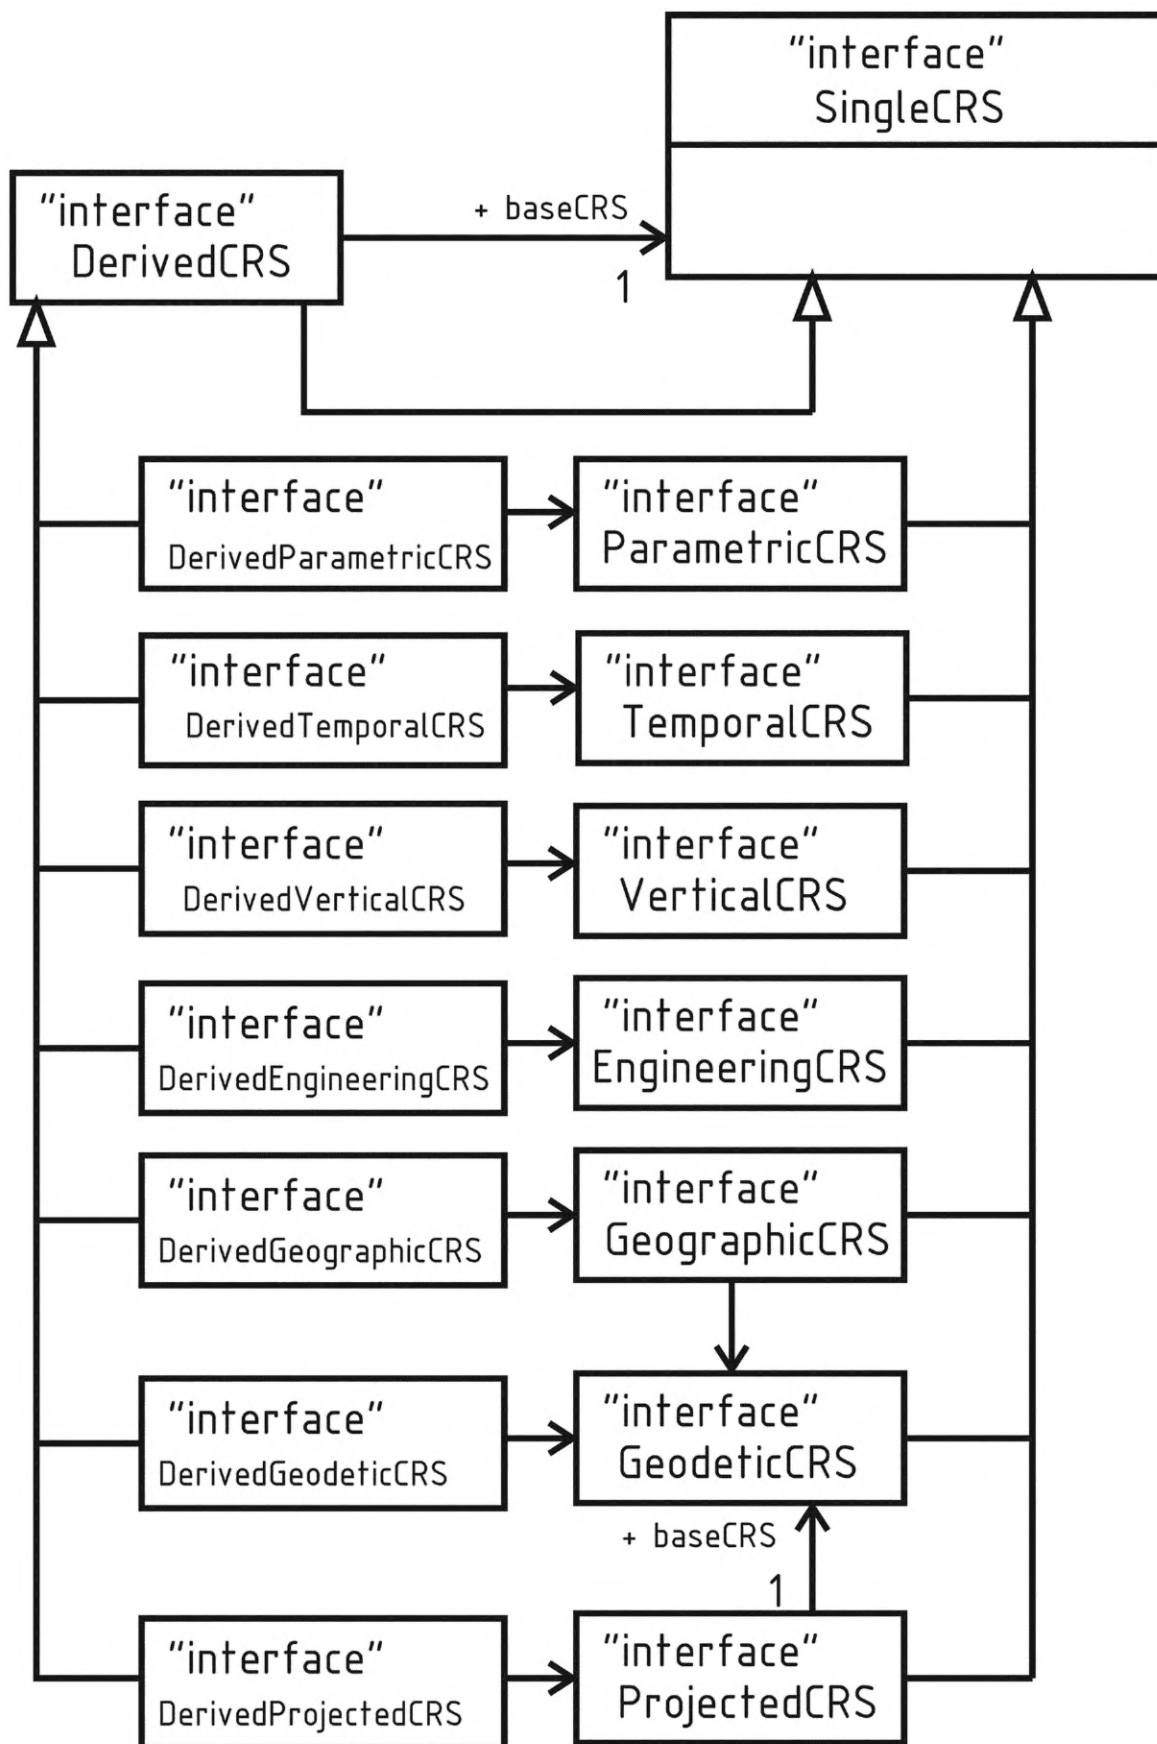 "interface"
SingleCRS
"interface"
DerivedCRS
+ baseCRS
1
"interface"
DerivedParametricCRS
"interface"
ParametricCRS
"interface"
DerivedTemporalCRS
"interface"
TemporalCRS
"interface"
DerivedVerticalCRS
"interface"
VerticalCRS
"interface"
DerivedEngineeringCRS
"interface"
EngineeringCRS
"interface"
DerivedGeographicCRS
"interface"
GeographicCRS
"interface"
DerivedGeodeticCRS
"interface"
GeodeticCRS
+ baseCRS
1
"interface"
DerivedProjectedCRS
"interface"
ProjectedCRS